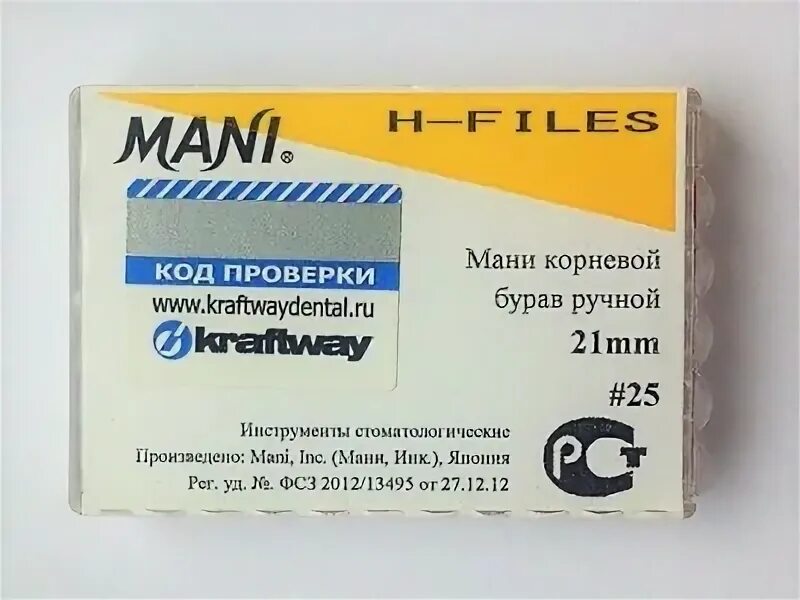 MANI®
H-FILES
КОД ПРОВЕРКИ
www.kraftwaydental.ru
kraftway
Мани корневой
бурав ручной
21mm
#25
Инструменты стоматологические
Произведено: Mani, Inc. (Мани, Инк.), Япония
Рег. уд. №. ФСЗ 2012/13495 от 27.12.12
РСТ